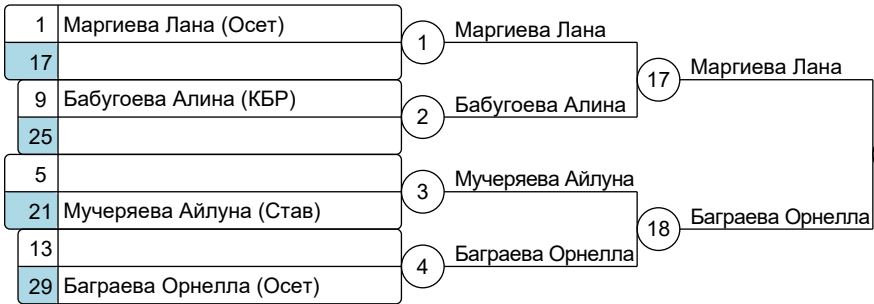 1 Маргиева Лана (Осет)
17
9 Бабугоева Алина (КБР)
25
5
21 Мучеряева Айлуна (Став)
13
29 Баграева Орнелла (Осет)
1 Маргиева Лана
2 Бабугоева Алина
3 Мучеряева Айлуна
4 Баграева Орнелла
17 Маргиева Лана
18 Баграева Орнелла